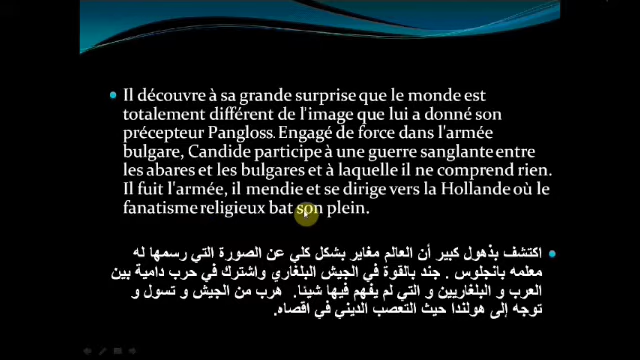 Il découvre à sa grande surprise que le monde est
totalement différent de l'image que lui a donné son
précepteur Pangloss. Engagé de force dans l'armée
bulgare, Candide participe à une guerre sanglante entre
les abares et les bulgares et à laquelle il ne comprend rien.
Il fuit l'armée, il mendie et se dirige vers la Hollande où le
fanatisme religieux bat son plein.
اكتشف بذهول كبير أن العالم مغاير بشكل كلي عن الصورة التي رسمها له
معلمه بانجلوس. جند بالقوة في الجيش البلغاري واشترك في حرب دامية بين
العرب و البلغاريين و التي لم يفهم فيها شيئا. هرب من الجيش و تسول و
توجه إلى هولندا حيث التعصب الديني في اقصاه.